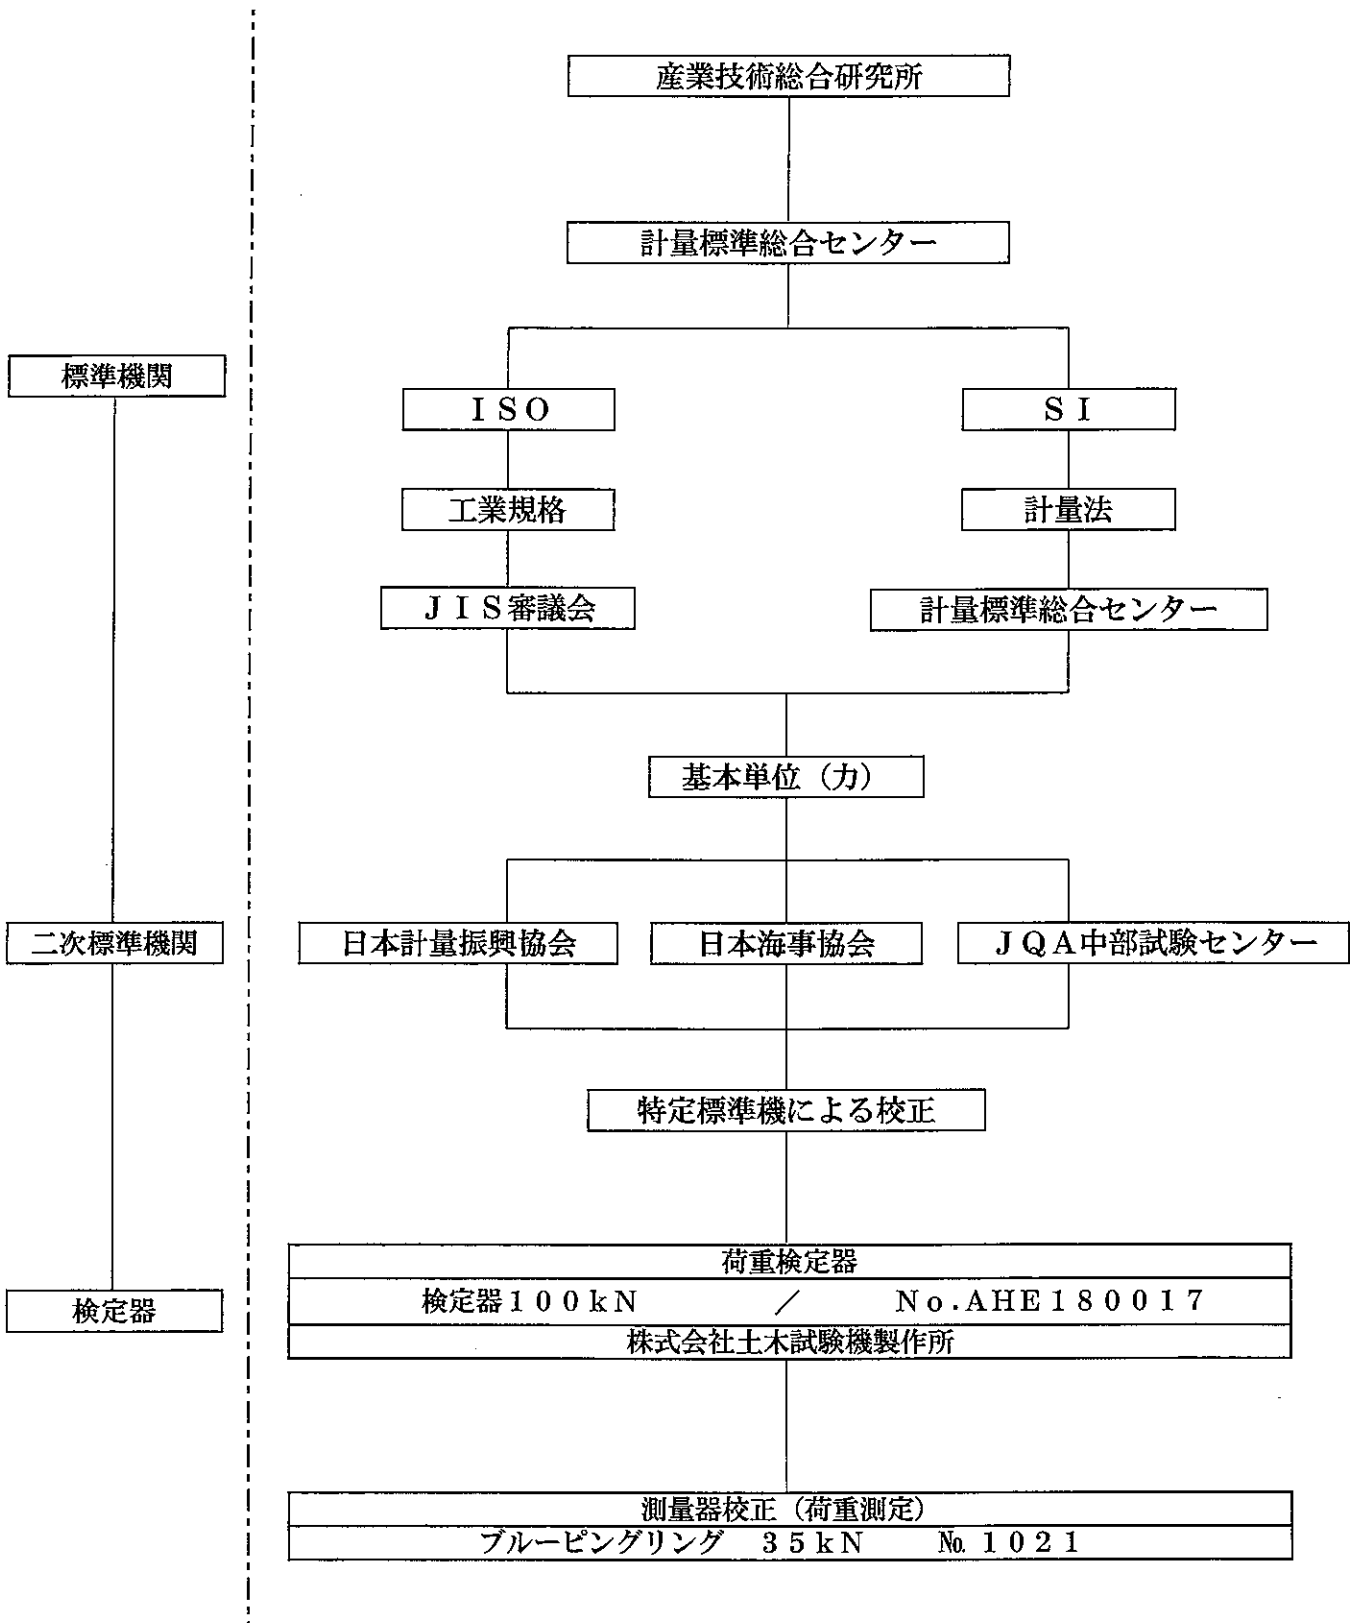 産業技術総合研究所
計量標準総合センター
標準機関
ISO
SI
工業規格
計量法
JIS審議会
計量標準総合センター
基本単位（力）
二次標準機関
日本計量振興協会
日本海事協会
JQA中部試験センター
特定標準機による校正
荷重検定器
検定器
検定器100kN / No.AHE180017
株式会社土木試験機製作所
測量器校正（荷重測定）
ブルーピングリング 35kN № 1021